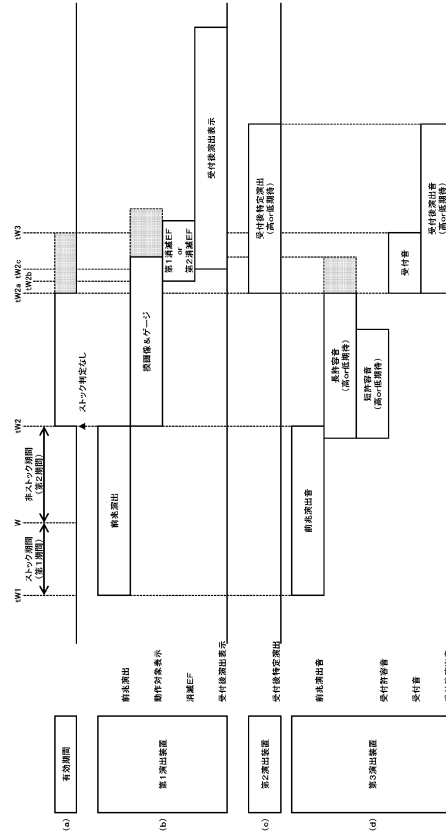 tW1
W
tW2
tW2a
tW2b
tW2c
tW3
ストック期間
(第1期間)
非ストック期間
(第2期間)
(a)
有効期間
ストック判定なし
(b)
第1演出装置
前兆演出
前兆演出
動作対象表示
操画像&ゲージ
消滅EF
第1消滅EF
or
第2消滅EF
受付後演出表示
受付後演出表示
(c)
第2演出装置
受付後特定演出
受付後特定演出
(高or低期待)
(d)
第3演出装置
前兆演出音
前兆演出音
受付許容音
長許容音
(高or低期待)
短許容音
(高or低期待)
受付音
受付音
受付後演出音
(高or低期待)